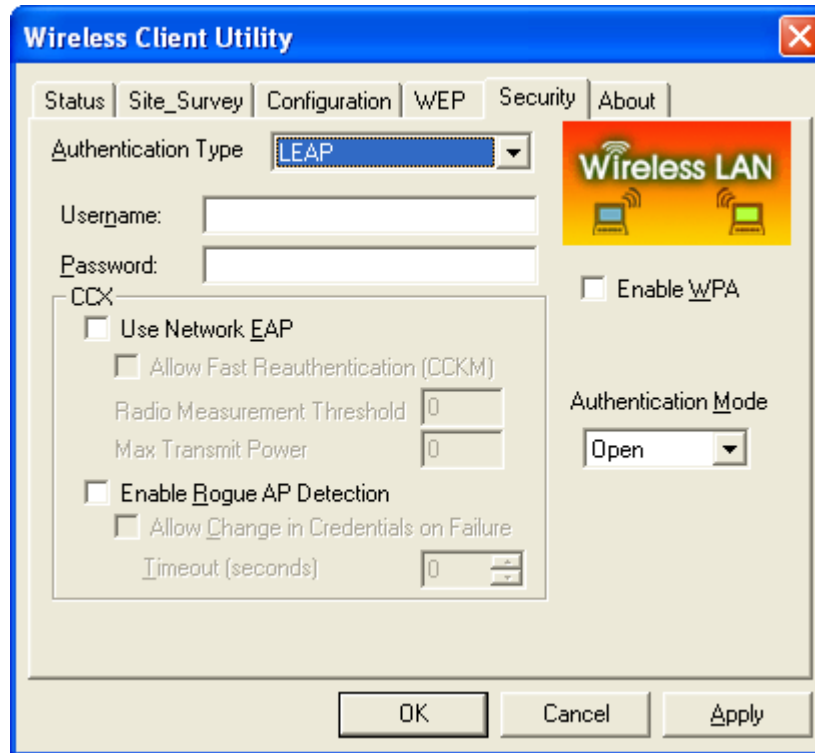 Wireless Client Utility
Status Site_Survey Configuration WEP Security About
Authentication Type LEAP
Wireless LAN
Username:
Password:
Enable WPA
CCX
Use Network EAP
Allow Fast Reauthentication (CCKM)
Radio Measurement Threshold 0
Max Transmit Power 0
Authentication Mode
Open
Enable Rogue AP Detection
Allow Change in Credentials on Failure
Timeout (seconds) 0
OK Cancel Apply